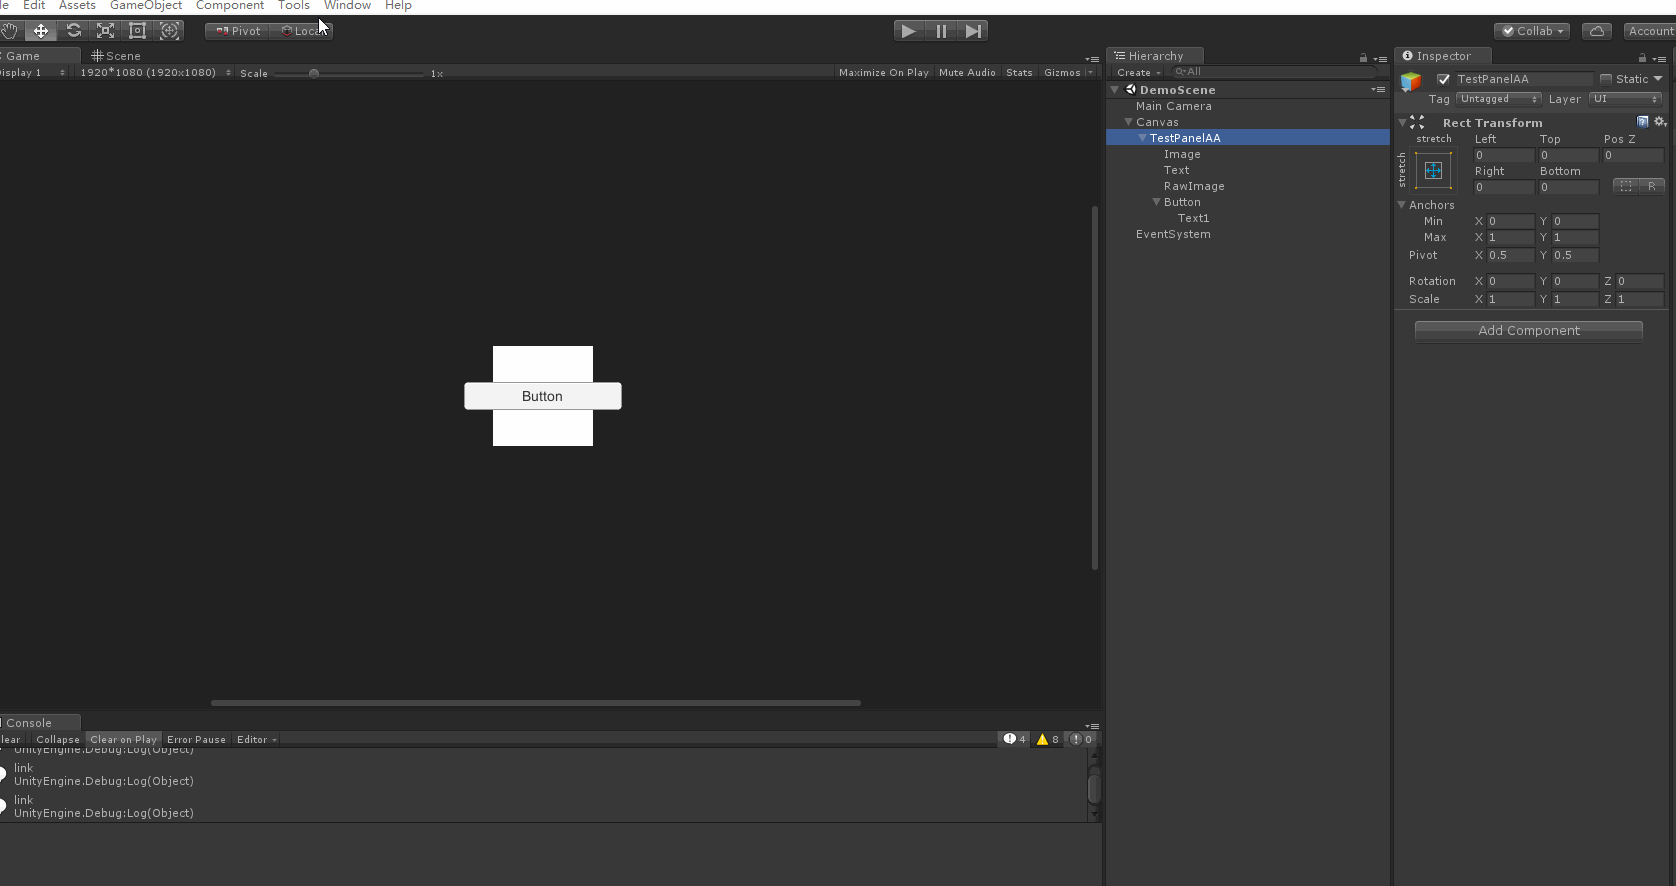 le Edit Assets GameObject Component Tools Window Help
Pivot Loca Collab Account
Game Scene
isplay 1 1920*1080 (1920x1080) Scale 1x Maximize On Play Mute Audio Stats Gizmos
Hierarchy
Create All
DemoScene
Main Camera
Canvas
TestPanelAA
Image
Text
RawImage
Button
Text1
EventSystem
Inspector
TestPanelAA Static
Tag Untagged Layer UI
Rect Transform
stretch Left Top Pos Z
stretch 0 0 0
Right Bottom
0 0 R
Anchors
Min X 0 Y 0
Max X 1 Y 1
Pivot X 0.5 Y 0.5
Rotation X 0 Y 0 Z 0
Scale X 1 Y 1 Z 1
Add Component
Button
Console
lear Collapse Clear on Play Error Pause Editor 4 8 0
UnityEngine.Debug:Log(Object)
link
UnityEngine.Debug:Log(Object)
link
UnityEngine.Debug:Log(Object)